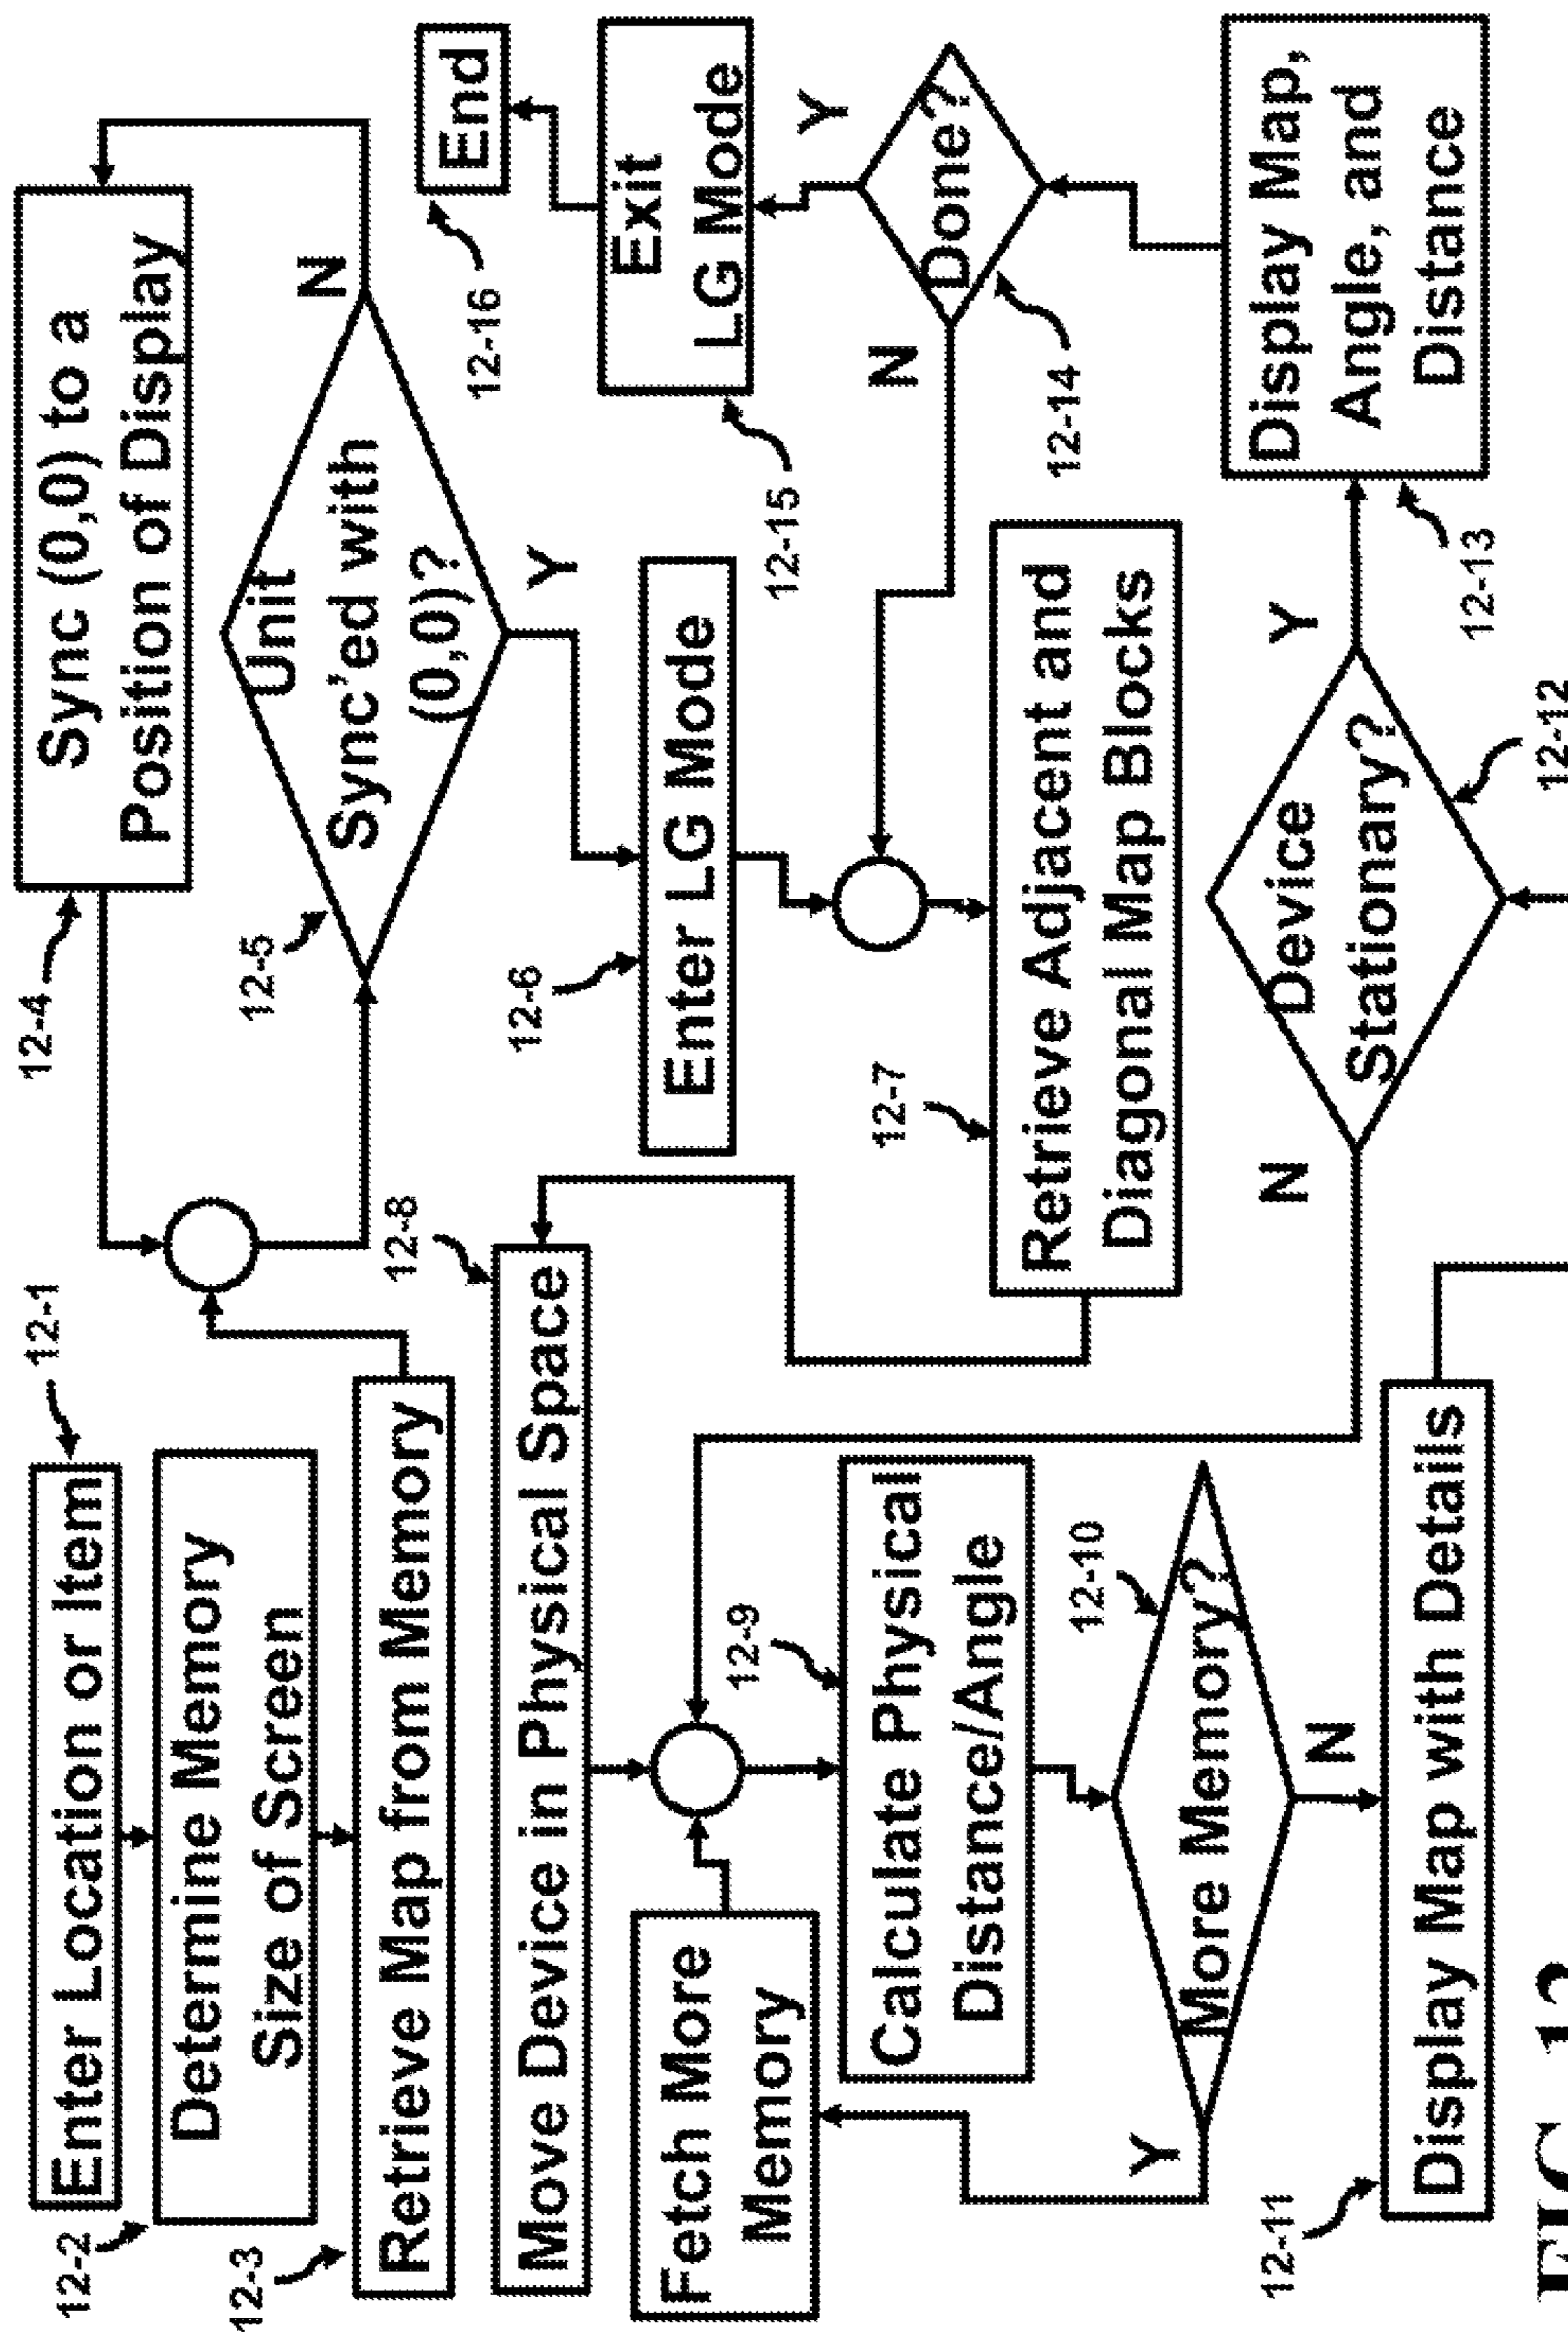 12-1
Enter Location or Item
12-2
Determine Memory
Size of Screen
12-3
Retrieve Map from Memory
12-4
Sync (0,0) to a
Position of Display
12-5
Unit
Sync'ed with
(0,0)?
N
Y
12-6
Enter LG Mode
12-7
Retrieve Adjacent and
Diagonal Map Blocks
12-8
Move Device in Physical Space
Fetch More
Memory
12-9
Calculate Physical
Distance/Angle
12-10
More Memory?
Y
N
12-11
Display Map with Details
12-12
Device
Stationary?
N
Y
12-13
Display Map,
Angle, and
Distance
12-14
Done?
N
Y
12-15
Exit
LG Mode
12-16
End
FIG. 12